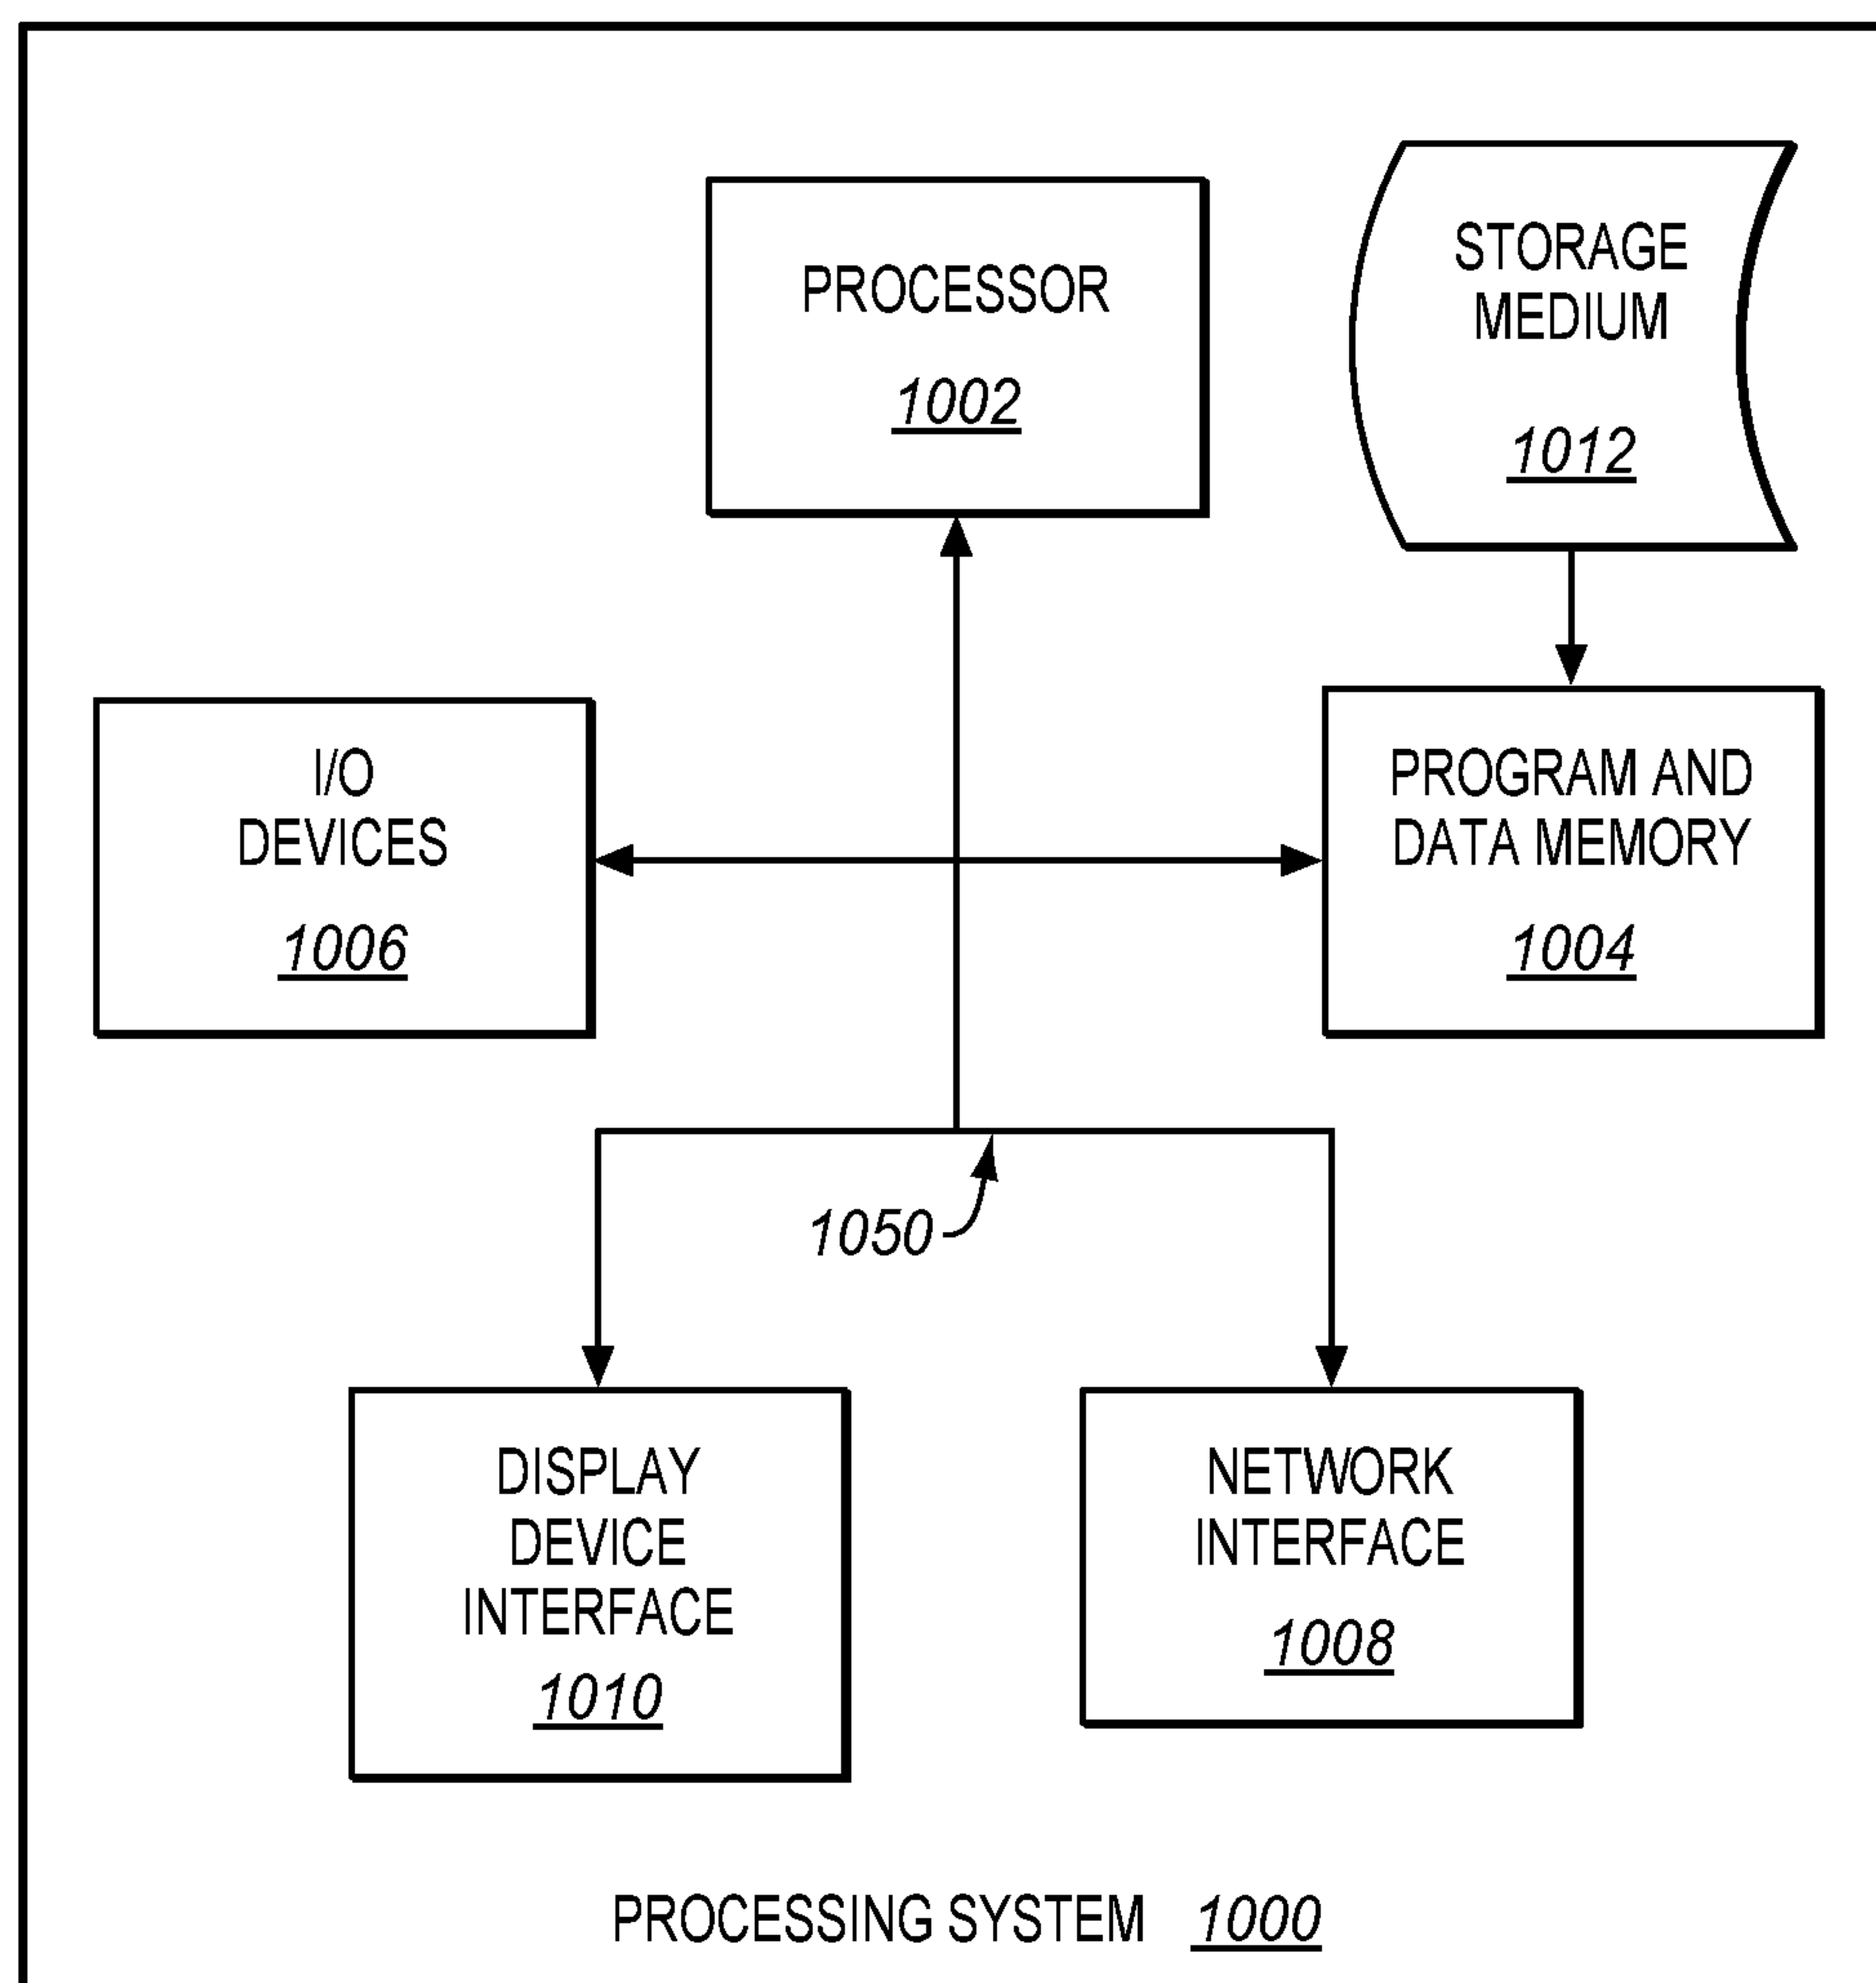 PROCESSOR
1002
STORAGE
MEDIUM
1012
I/O
DEVICES
1006
PROGRAM AND
DATA MEMORY
1004
1050
DISPLAY
DEVICE
INTERFACE
1010
NETWORK
INTERFACE
1008
PROCESSING SYSTEM 1000